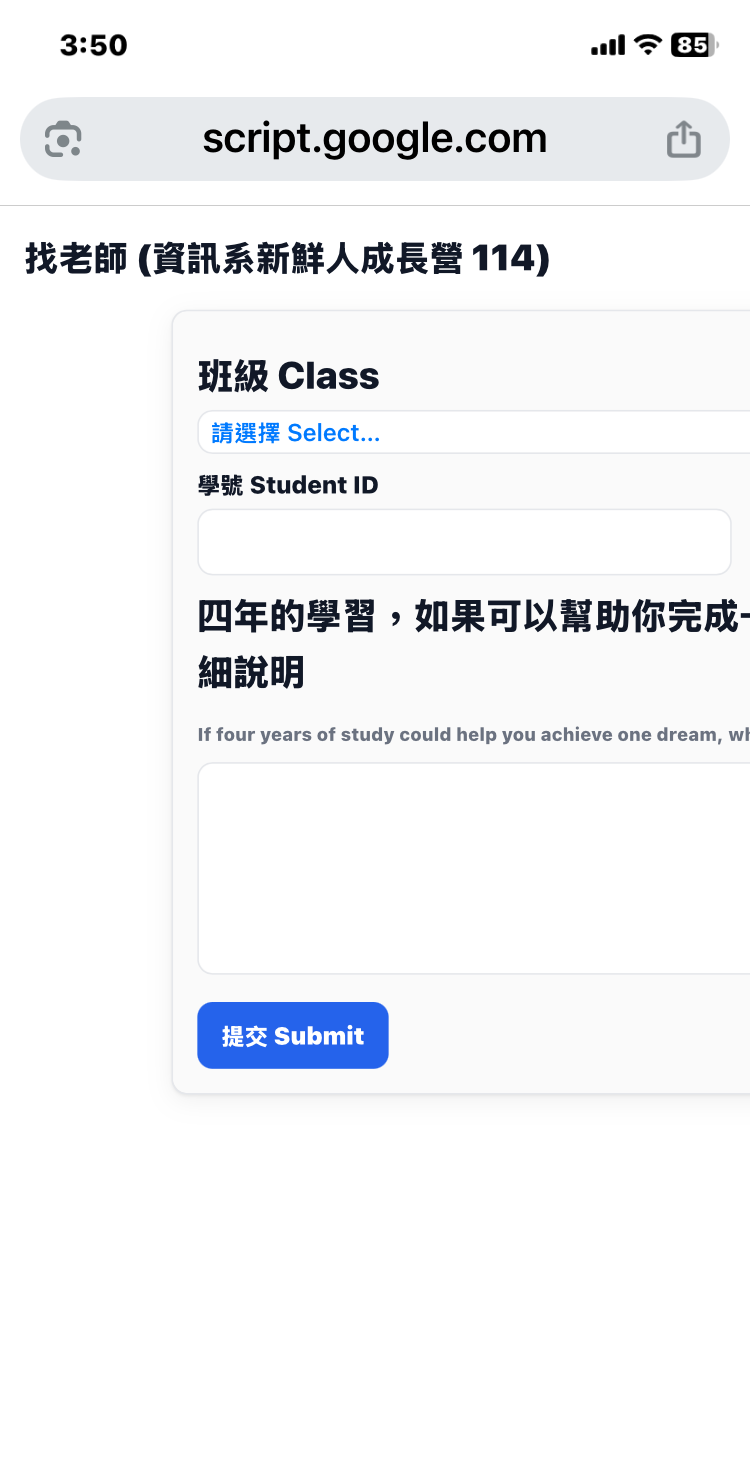 3:50
85
script.google.com
找老師 (資訊系新鮮人成長營 114)
班級 Class
請選擇 Select...
學號 Student ID
四年的學習，如果可以幫助你完成
細說明
If four years of study could help you achieve one dream,
提交 Submit